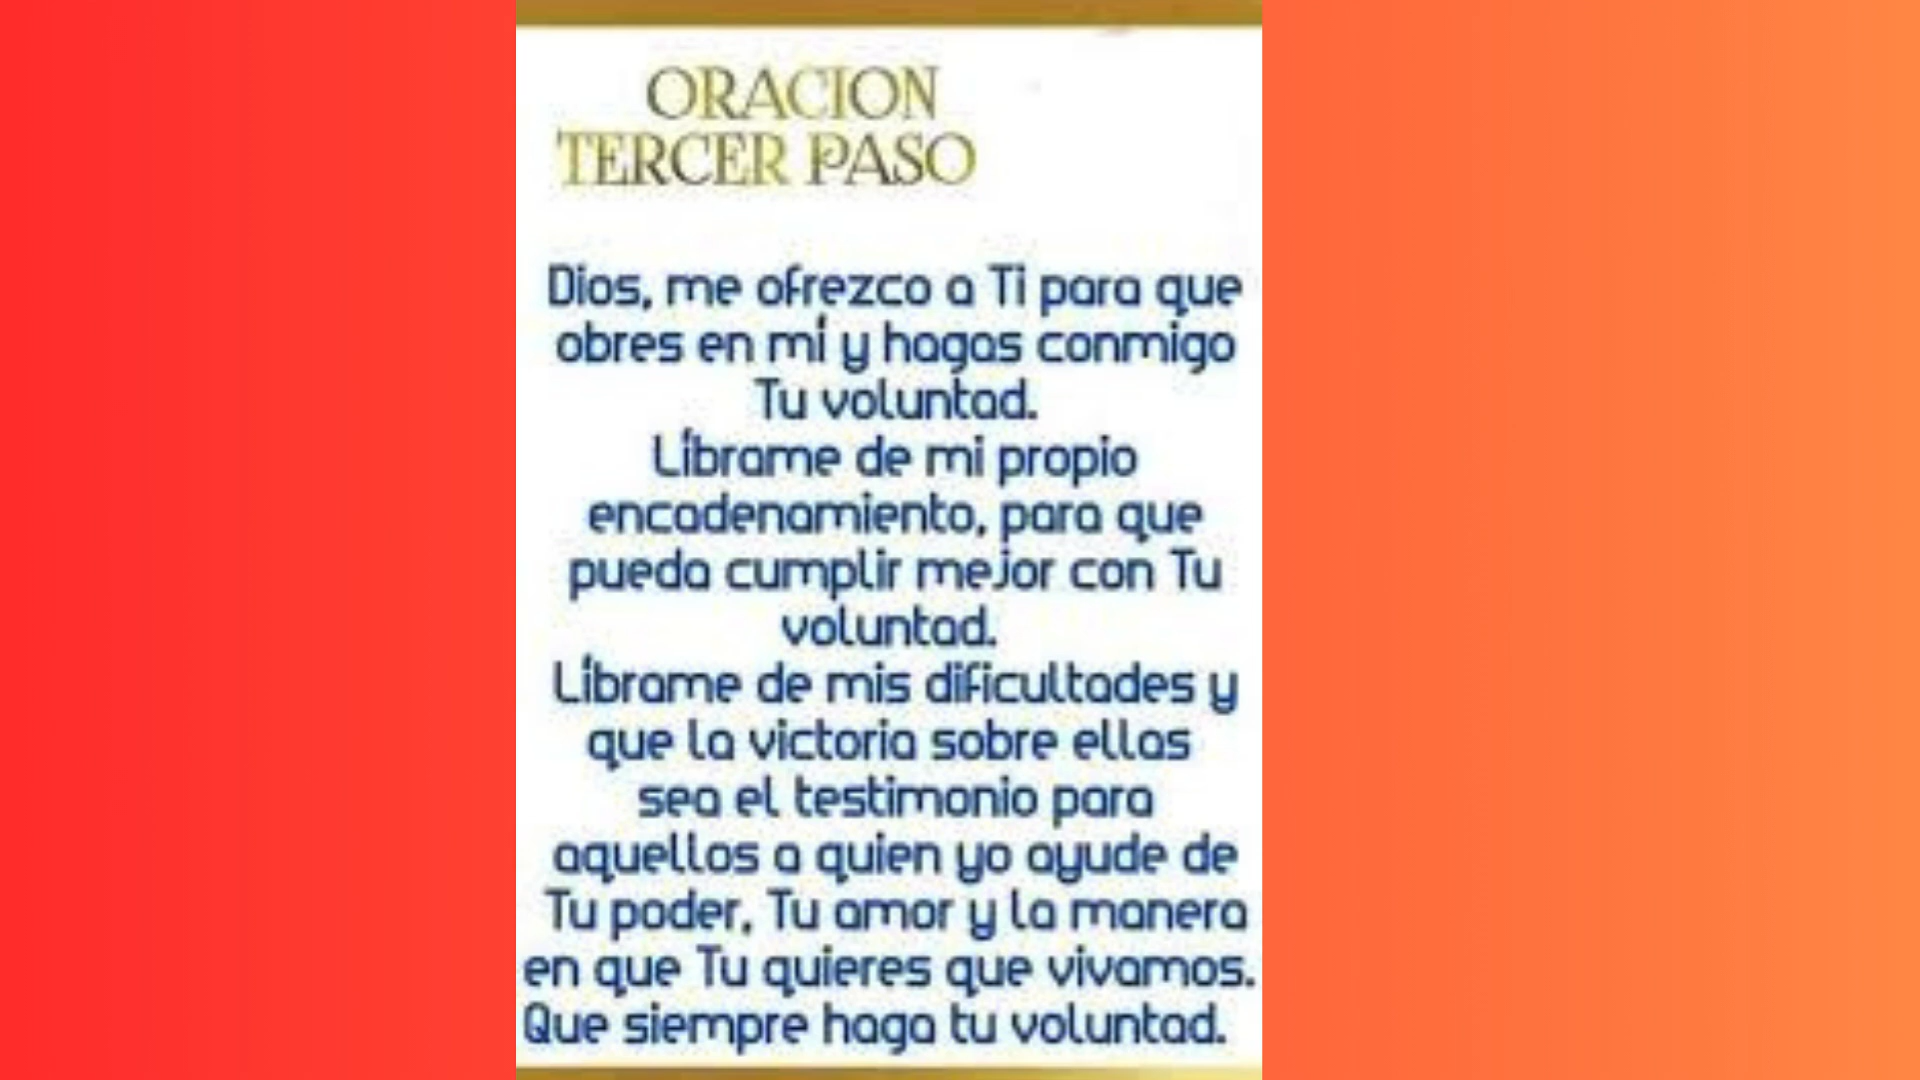 ORACION
TERCER PASO
Dios, me ofrezco a Ti para que
obres en mí y hagas conmigo
Tu voluntad.
Líbrame de mi propio
encadenamiento, para que
pueda cumplir mejor con Tu
voluntad.
Líbrame de mis dificultades y
que la victoria sobre ellas
sea el testimonio para
aquellos a quien yo ayude de
Tu poder, Tu amor y la manera
en que Tu quieres que vivamos.
Que siempre haga tu voluntad.